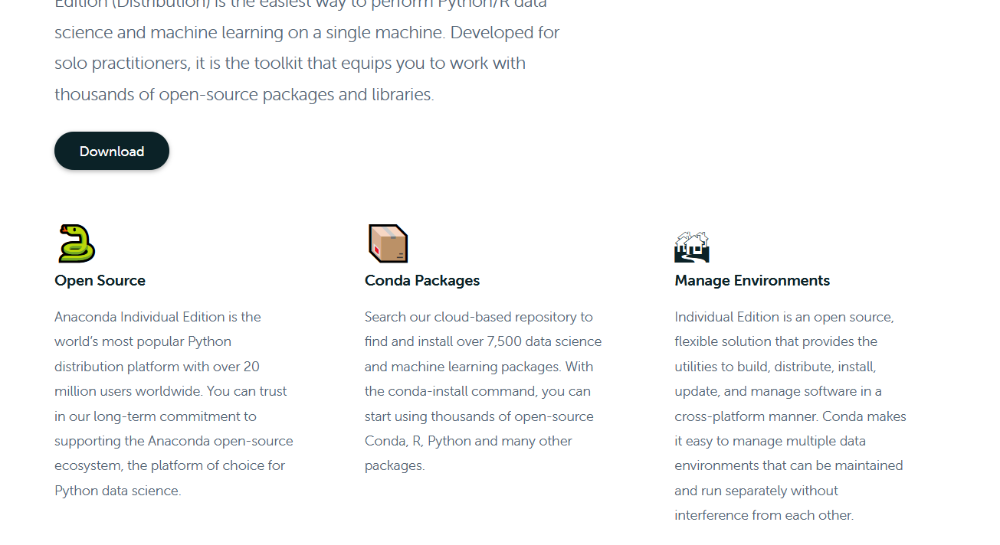 Edition (Distribution) is the easiest way to perform Python/R data
science and machine learning on a single machine. Developed for
solo practitioners, it is the toolkit that equips you to work with
thousands of open-source packages and libraries.
Download
Open Source
Anaconda Individual Edition is the
world’s most popular Python
distribution platform with over 20
million users worldwide. You can trust
in our long-term commitment to
supporting the Anaconda open-source
ecosystem, the platform of choice for
Python data science.
Conda Packages
Search our cloud-based repository to
find and install over 7,500 data science
and machine learning packages. With
the conda-install command, you can
start using thousands of open-source
Conda, R, Python and many other
packages.
Manage Environments
Individual Edition is an open source,
flexible solution that provides the
utilities to build, distribute, install,
update, and manage software in a
cross-platform manner. Conda makes
it easy to manage multiple data
environments that can be maintained
and run separately without
interference from each other.